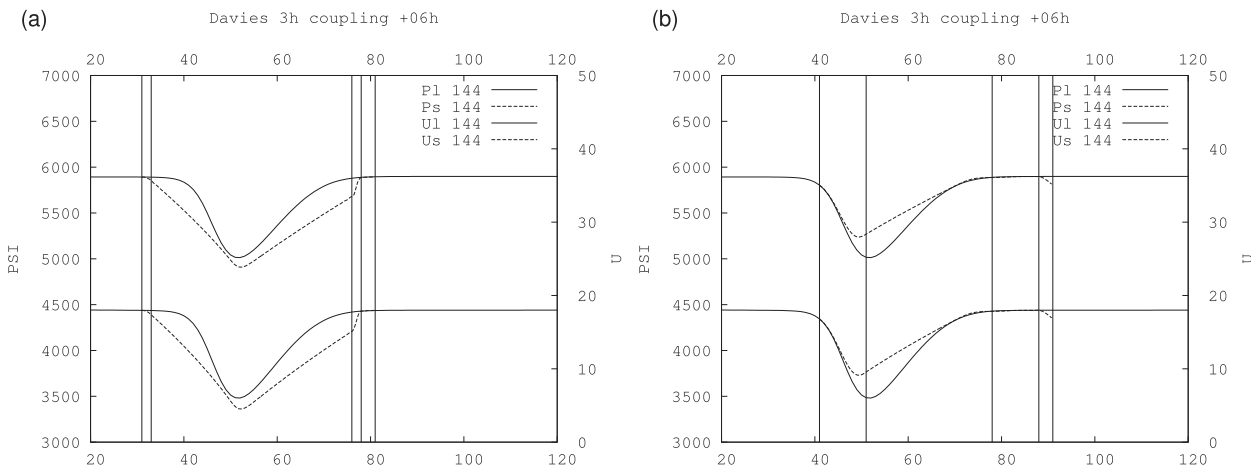 (a)
Davies 3h coupling +06h
20 40 60 80 100 120
7000 50
Pl 144
Ps 144
6500
Ul 144
40
Us 144
6000
5500 30
PSI
5000
U
4500 20
4000
10
3500
3000 0
20 40 60 80 100 120
(b)
Davies 3h coupling +06h
20 40 60 80 100 120
7000 50
Pl 144
Ps 144
6500
Ul 144
40
Us 144
6000
5500 30
PSI
5000
U
4500 20
4000
10
3500
3000 0
20 40 60 80 100 120